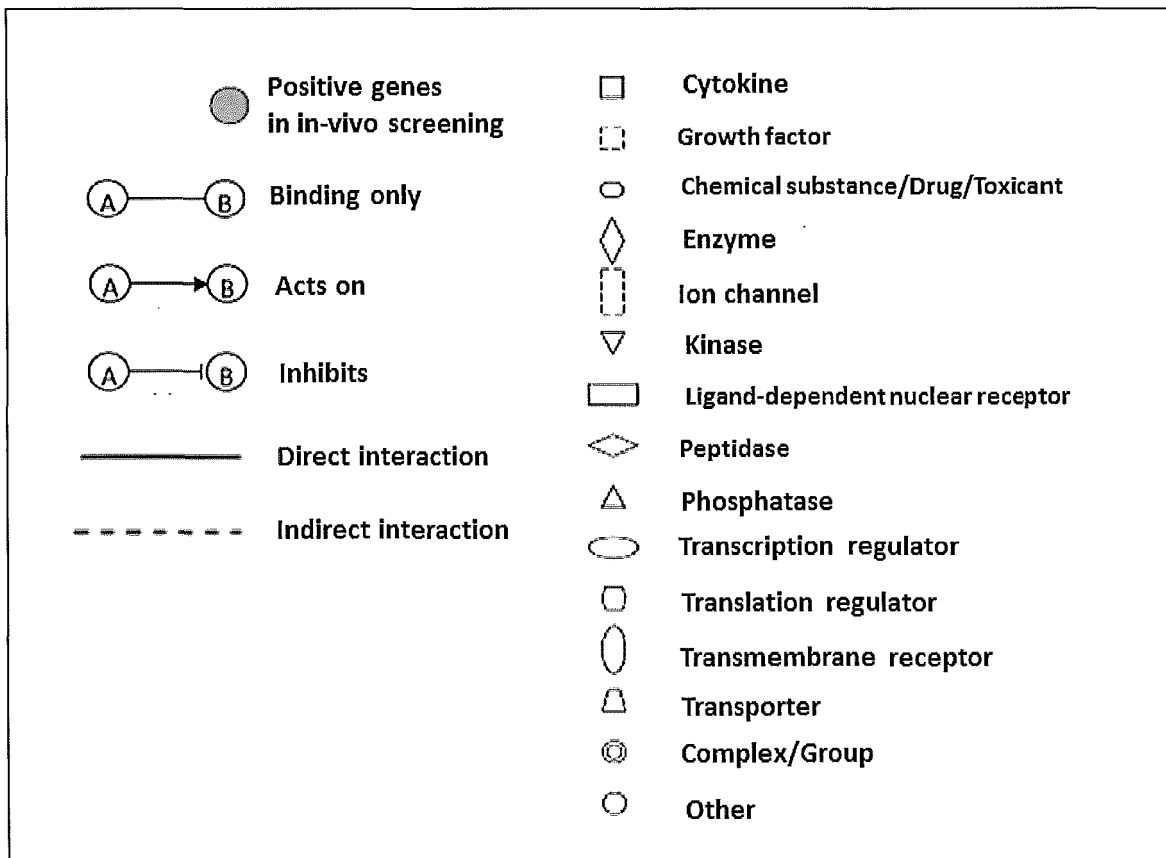 Positive genes
in in-vivo screening
A B Binding only
A B Acts on
A B Inhibits
Direct interaction
Indirect interaction
Cytokine
Growth factor
Chemical substance/Drug/Toxicant
Enzyme
Ion channel
Kinase
Ligand-dependent nuclear receptor
Peptidase
Phosphatase
Transcription regulator
Translation regulator
Transmembrane receptor
Transporter
Complex/Group
Other